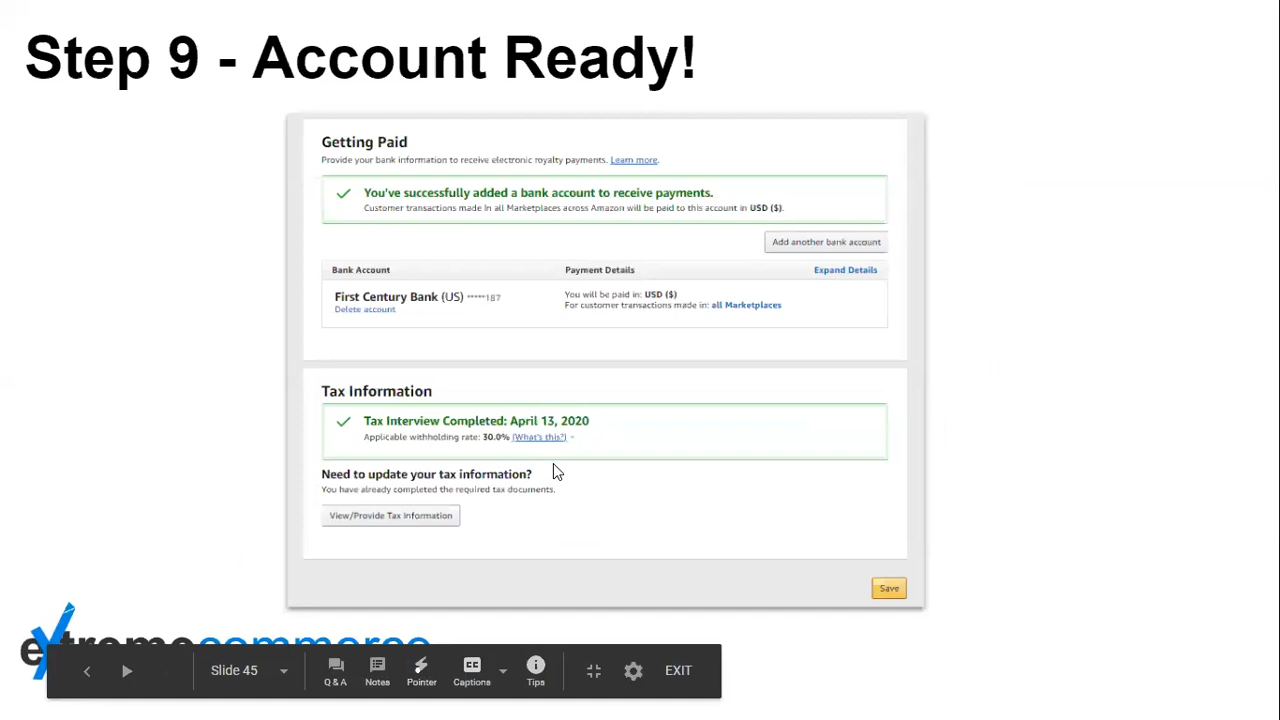 Step 9 - Account Ready!
Getting Paid
Provide your bank information to receive electronic royalty payments. Learn more.
You've successfully added a bank account to receive payments.
Customer transactions made in all Marketplaces across Amazon will be paid to this account in USD ($).
Add another bank account
Bank Account Payment Details Expand Details
First Century Bank (US) *****187
Delete account
You will be paid in: USD ($)
For customer transactions made in: all Marketplaces
Tax Information
Tax Interview Completed: April 13, 2020
Applicable withholding rate: 30.0% (What's this?)
Need to update your tax information?
You have already completed the required tax documents.
View/Provide Tax Information
Save
Slide 45
Q & A Notes Pointer Captions Tips
EXIT